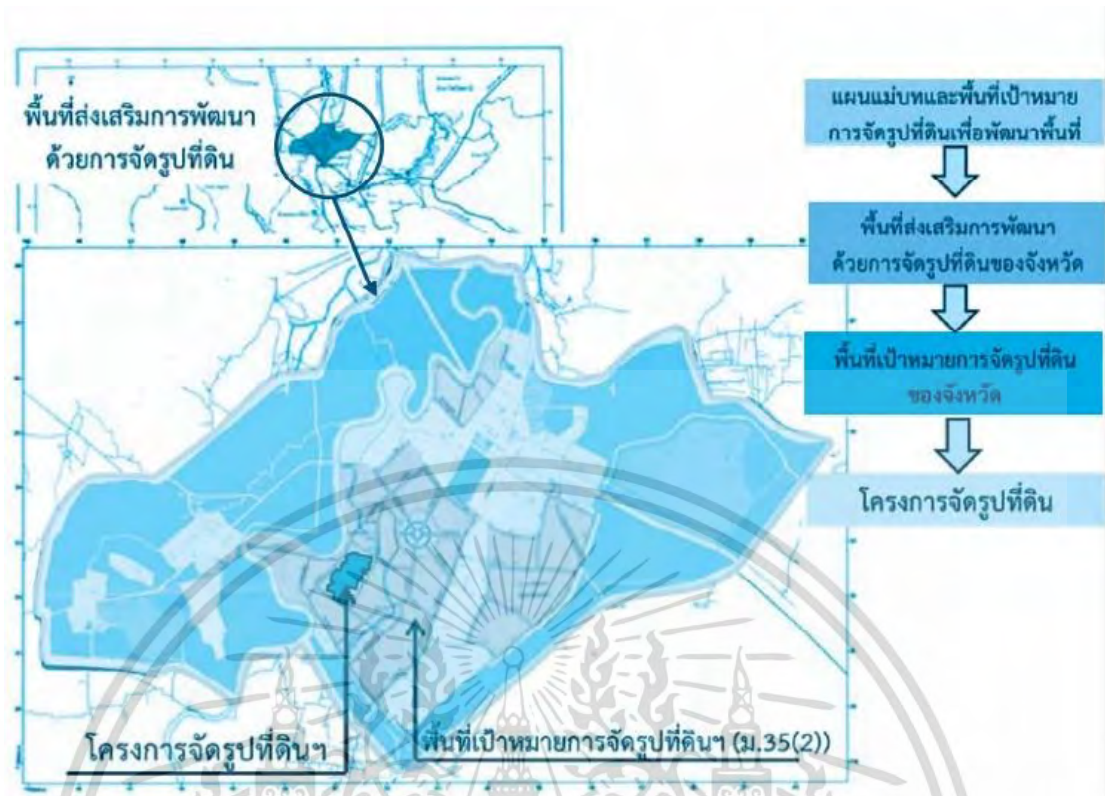 พื้นที่ส่งเสริมการพัฒนา
ด้วยการจัดรูปที่ดิน
แผนแม่บทและพื้นที่เป้าหมาย
การจัดรูปที่ดินเพื่อพัฒนาพื้นที่
พื้นที่ส่งเสริมการพัฒนา
ด้วยการจัดรูปที่ดินของจังหวัด
พื้นที่เป้าหมายการจัดรูปที่ดิน
ของจังหวัด
โครงการจัดรูปที่ดิน
โครงการจัดรูปที่ดินฯ
พื้นที่เป้าหมายการจัดรูปที่ดินฯ (ม.35(2))